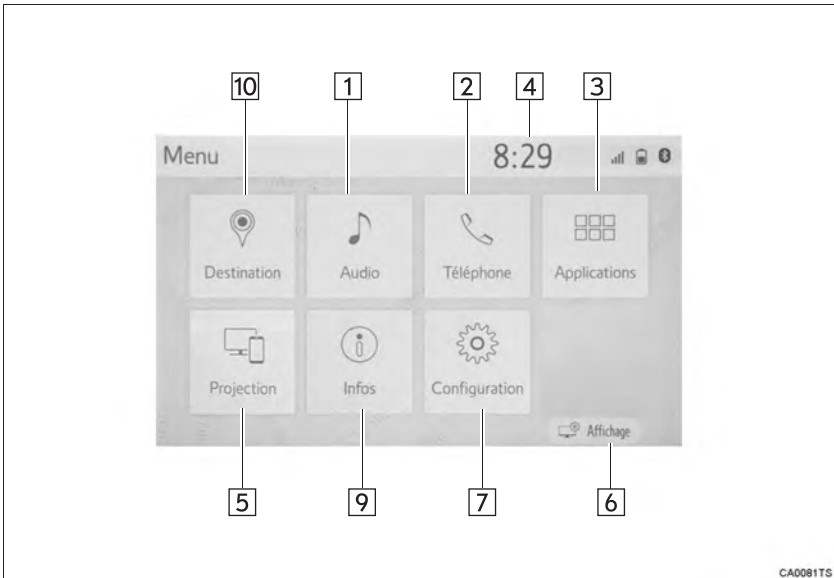 10 1 2 4 3
Menu 8:29
Destination Audio Téléphone Applications
Projection Infos Configuration
Affichage
5 9 7 6
CA0081TS